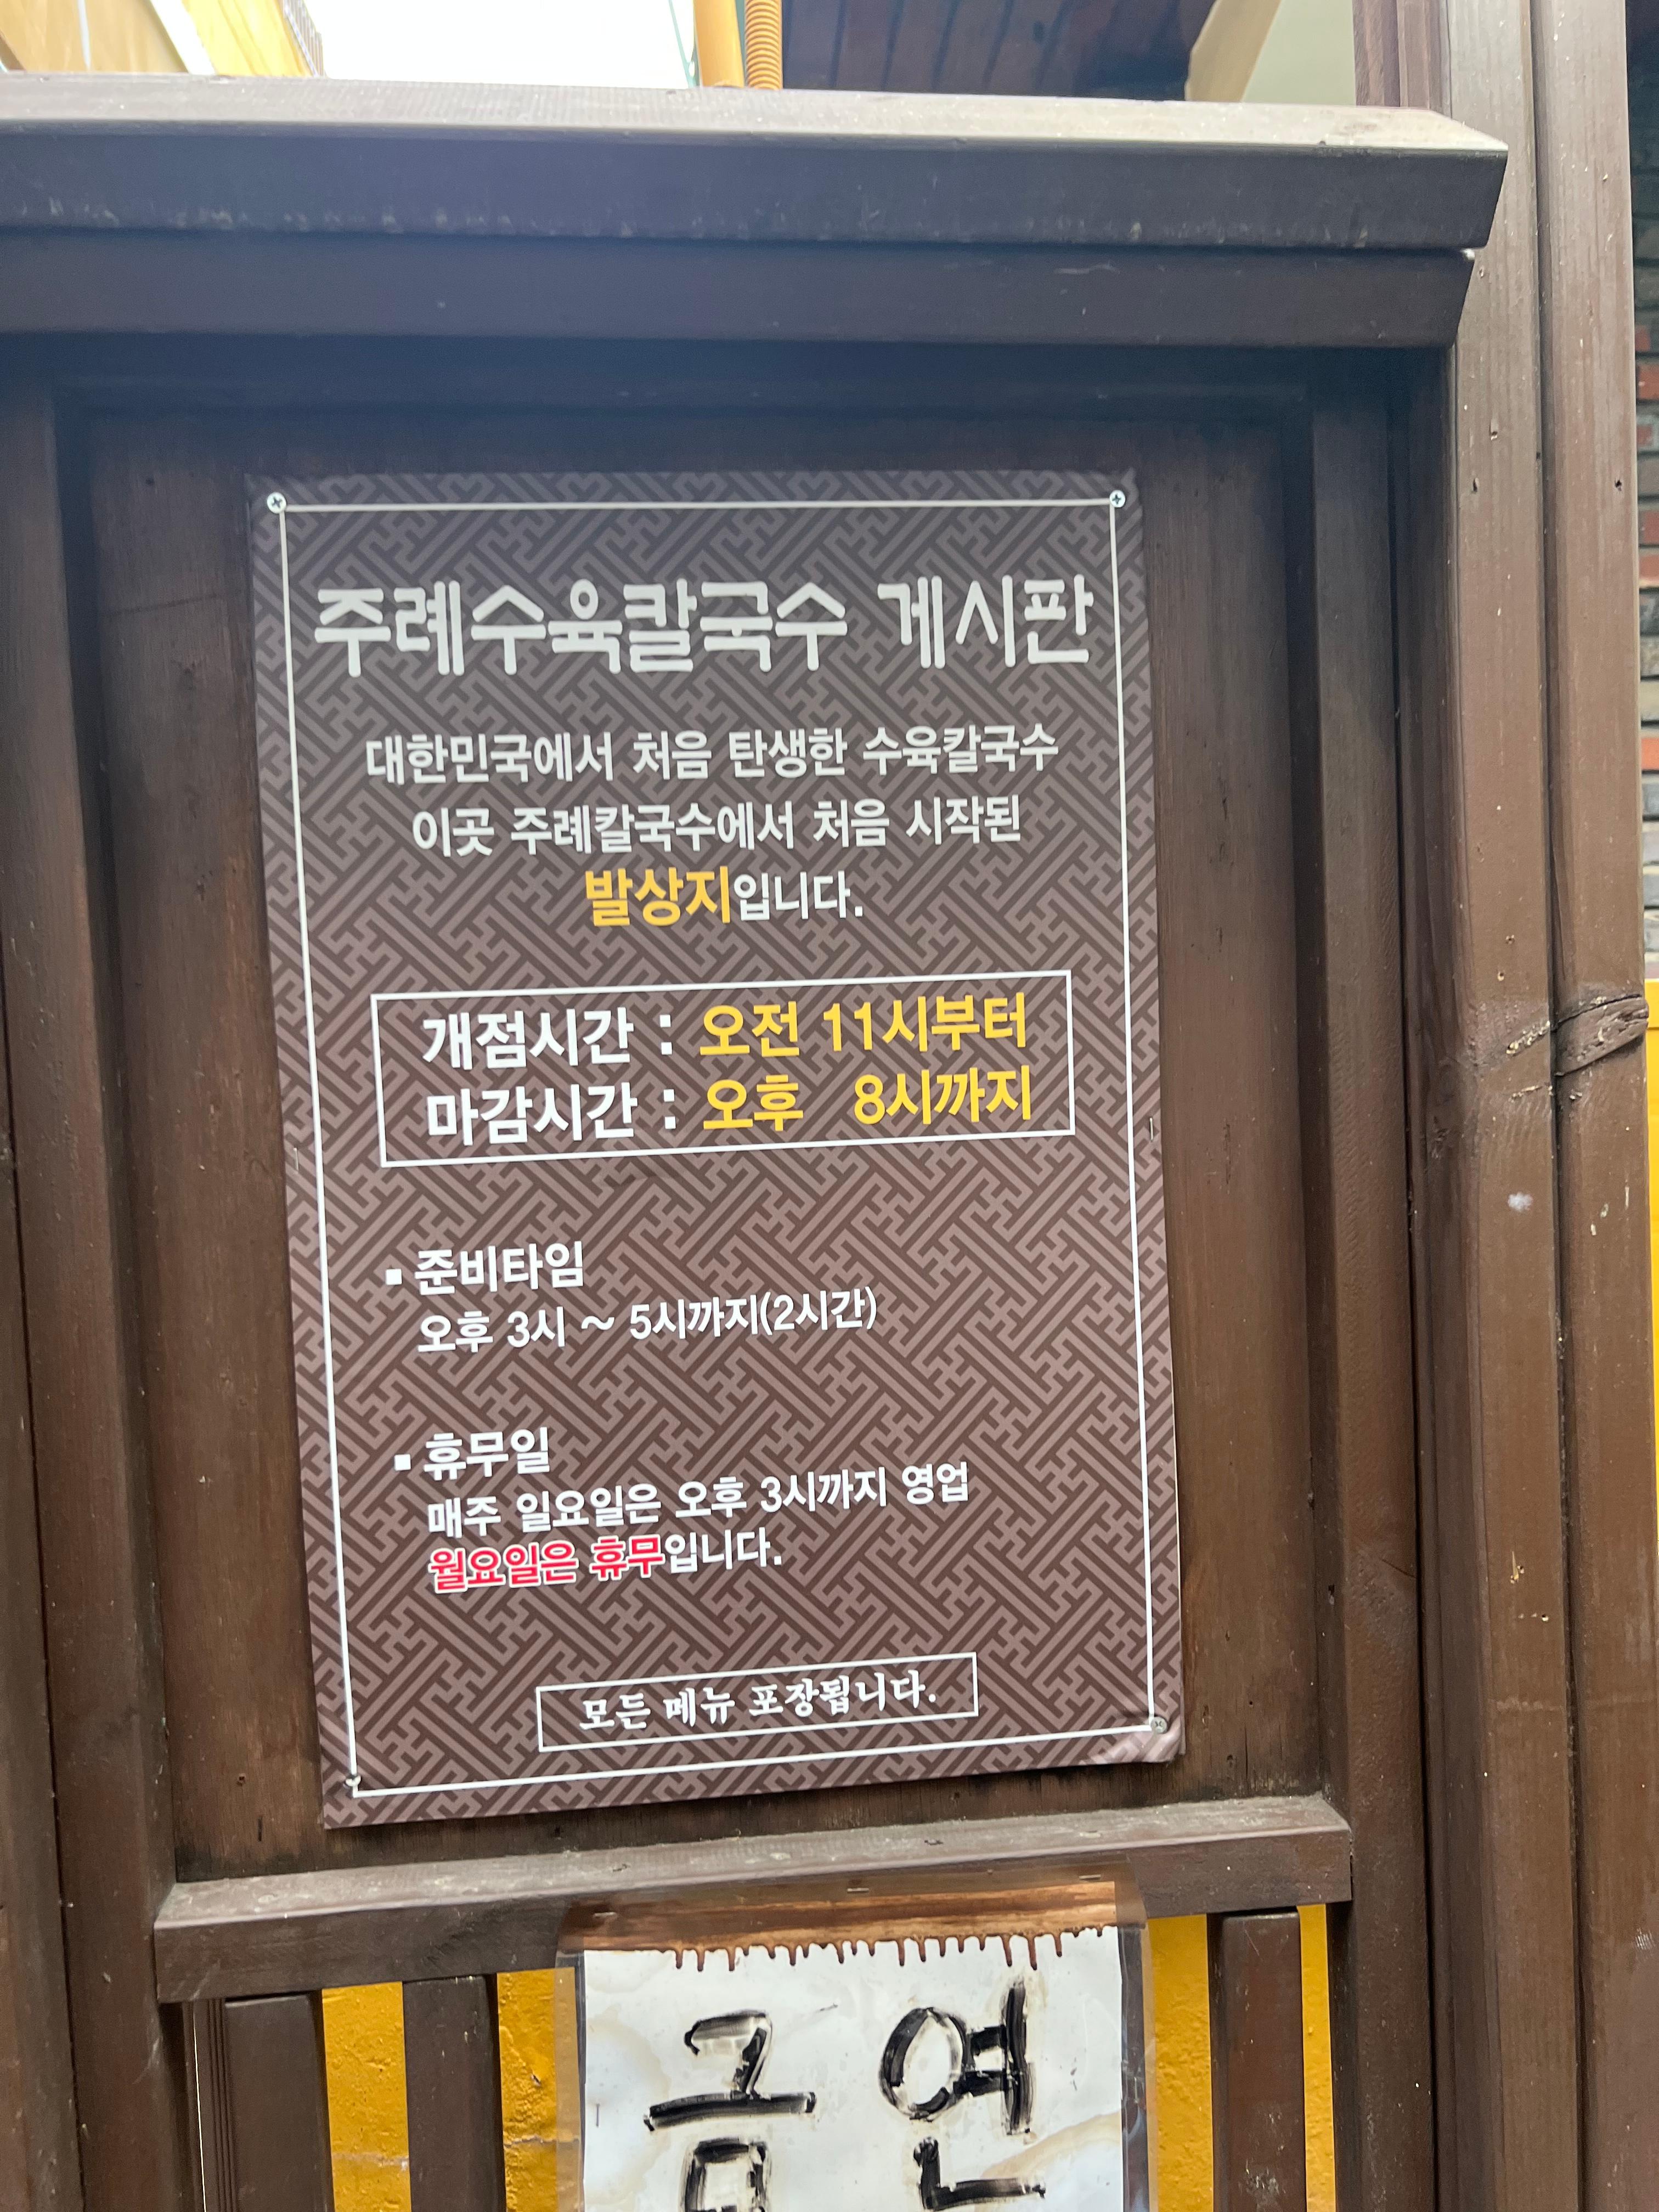 주례수육칼국수 게시판
대한민국에서 처음 탄생한 수육칼국수
이곳 주례칼국수에서 처음 시작된
발상지입니다.
개점시간 : 오전 11시부터
마감시간 : 오후 8시까지
▪ 준비타임
오후 3시 ~ 5시까지(2시간)
▪ 휴무일
매주 일요일은 오후 3시까지 영업
월요일은 휴무입니다.
모든 메뉴 포장됩니다.
금연